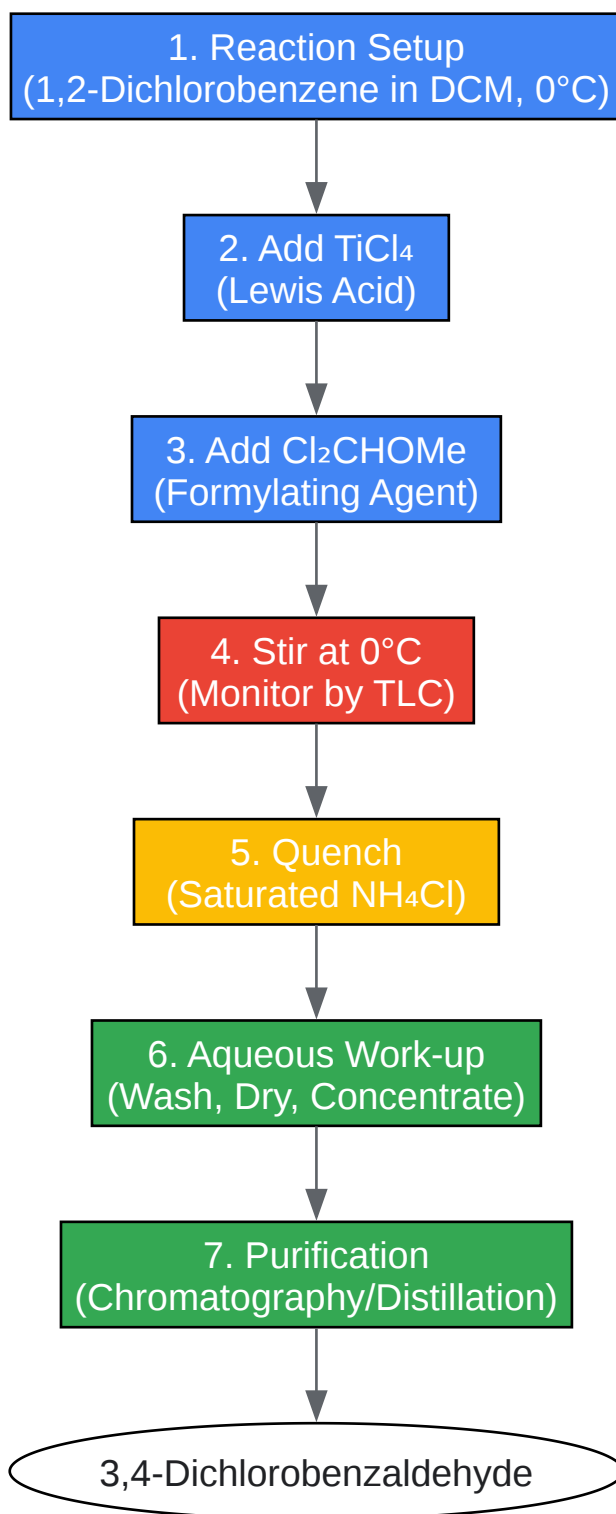 1. Reaction Setup
(1,2-Dichlorobenzene in DCM, 0°C)
2. Add TiCl₄
(Lewis Acid)
3. Add Cl₂CHOMe
(Formylating Agent)
4. Stir at 0°C
(Monitor by TLC)
5. Quench
(Saturated NH₄Cl)
6. Aqueous Work-up
(Wash, Dry, Concentrate)
7. Purification
(Chromatography/Distillation)
3,4-Dichlorobenzaldehyde